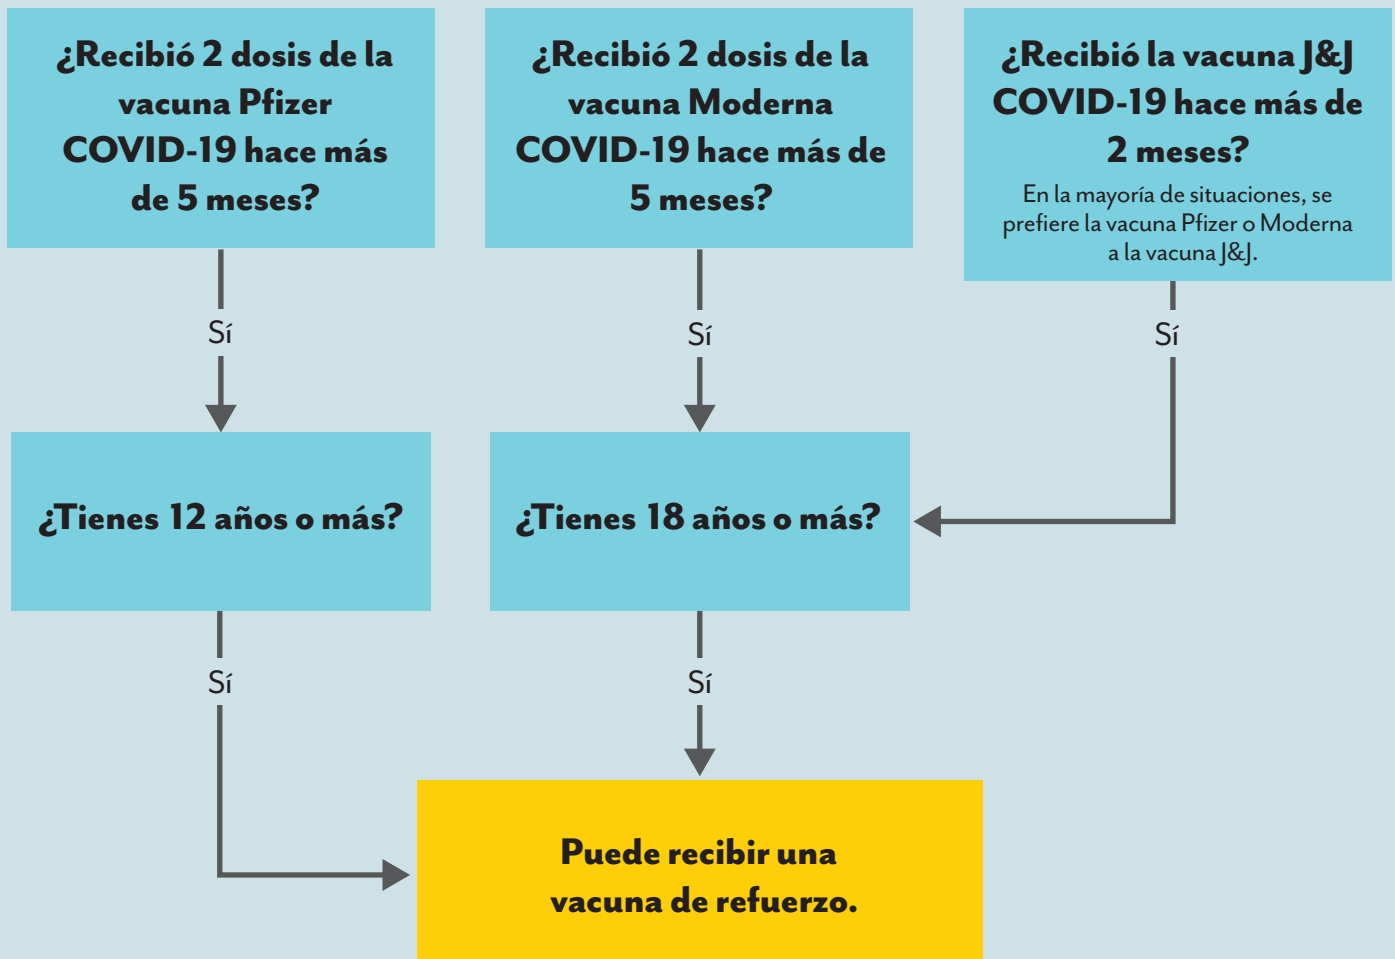 ¿Recibió 2 dosis de la
vacuna Pfizer
COVID-19 hace más
de 5 meses?
¿Recibió 2 dosis de la
vacuna Moderna
COVID-19 hace más de
5 meses?
¿Recibió la vacuna J&J
COVID-19 hace más de
2 meses?
En la mayoría de situaciones, se
prefiere la vacuna Pfizer o Moderna
a la vacuna J&J.
Sí
Sí
Sí
¿Tienes 12 años o más?
¿Tienes 18 años o más?
Sí
Sí
Puede recibir una
vacuna de refuerzo.